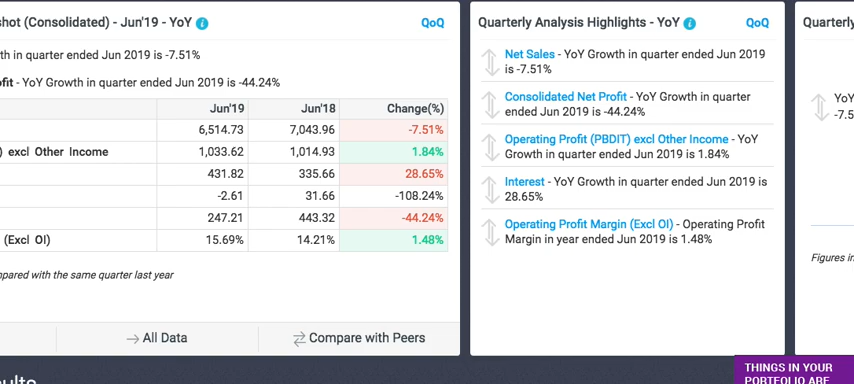 shot (Consolidated) - Jun'19 - YoY
QoQ
th in quarter ended Jun 2019 is -7.51%
fit - YoY Growth in quarter ended Jun 2019 is -44.24%
Jun'19 Jun'18 Change(%)
6,514.73 7,043.96 -7.51%
) excl Other Income 1,033.62 1,014.93 1.84%
431.82 335.66 28.65%
-2.61 31.66 -108.24%
247.21 443.32 -44.24%
(Excl OI) 15.69% 14.21% 1.48%
mpared with the same quarter last year
All Data
Compare with Peers
Quarterly Analysis Highlights - YoY
QoQ
Net Sales - YoY Growth in quarter ended Jun 2019
is -7.51%
Consolidated Net Profit - YoY Growth in quarter
ended Jun 2019 is -44.24%
Operating Profit (PBDIT) excl Other Income - YoY
Growth in quarter ended Jun 2019 is 1.84%
Interest - YoY Growth in quarter ended Jun 2019 is
28.65%
Operating Profit Margin (Excl OI) - Operating Profit
Margin in year ended Jun 2019 is 1.48%
Quarterly
YoY
-7.5
Figures in
sults
THINGS IN YOUR
PORTFOLIO ARE